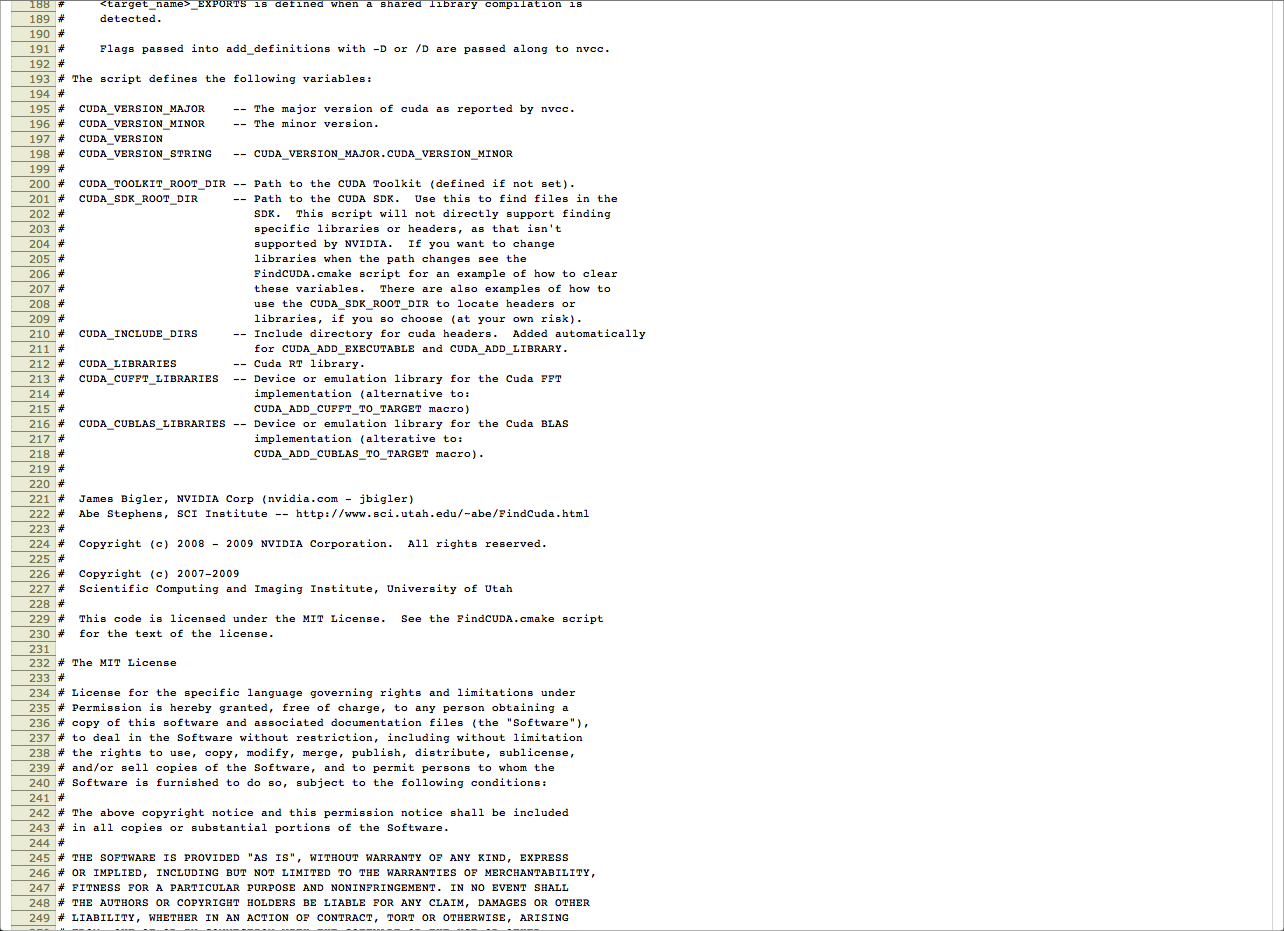 188 #     <target_name>_EXPORTS is defined when a shared library compilation is
189 #     detected.
190 #
191 #     Flags passed into add_definitions with -D or /D are passed along to nvcc.
192 #
193 # The script defines the following variables:
194 #
195 #  CUDA_VERSION_MAJOR    -- The major version of cuda as reported by nvcc.
196 #  CUDA_VERSION_MINOR    -- The minor version.
197 #  CUDA_VERSION
198 #  CUDA_VERSION_STRING   -- CUDA_VERSION_MAJOR.CUDA_VERSION_MINOR
199 #
200 #  CUDA_TOOLKIT_ROOT_DIR -- Path to the CUDA Toolkit (defined if not set).
201 #  CUDA_SDK_ROOT_DIR     -- Path to the CUDA SDK.  Use this to find files in the
202 #                           SDK.  This script will not directly support finding
203 #                           specific libraries or headers, as that isn't
204 #                           supported by NVIDIA.  If you want to change
205 #                           libraries when the path changes see the
206 #                           FindCUDA.cmake script for an example of how to clear
207 #                           these variables.  There are also examples of how to
208 #                           use the CUDA_SDK_ROOT_DIR to locate headers or
209 #                           libraries, if you so choose (at your own risk).
210 #  CUDA_INCLUDE_DIRS     -- Include directory for cuda headers.  Added automatically
211 #                           for CUDA_ADD_EXECUTABLE and CUDA_ADD_LIBRARY.
212 #  CUDA_LIBRARIES        -- Cuda RT library.
213 #  CUDA_CUFFT_LIBRARIES  -- Device or emulation library for the Cuda FFT
214 #                           implementation (alternative to:
215 #                           CUDA_ADD_CUFFT_TO_TARGET macro)
216 #  CUDA_CUBLAS_LIBRARIES -- Device or emulation library for the Cuda BLAS
217 #                           implementation (alterative to:
218 #                           CUDA_ADD_CUBLAS_TO_TARGET macro).
219 #
220 #
221 #  James Bigler, NVIDIA Corp (nvidia.com - jbigler)
222 #  Abe Stephens, SCI Institute -- http://www.sci.utah.edu/~abe/FindCuda.html
223 #
224 #  Copyright (c) 2008 - 2009 NVIDIA Corporation.  All rights reserved.
225 #
226 #  Copyright (c) 2007-2009
227 #  Scientific Computing and Imaging Institute, University of Utah
228 #
229 #  This code is licensed under the MIT License.  See the FindCUDA.cmake script
230 #  for the text of the license.
231
232 # The MIT License
233 #
234 # License for the specific language governing rights and limitations under
235 # Permission is hereby granted, free of charge, to any person obtaining a
236 # copy of this software and associated documentation files (the "Software"),
237 # to deal in the Software without restriction, including without limitation
238 # the rights to use, copy, modify, merge, publish, distribute, sublicense,
239 # and/or sell copies of the Software, and to permit persons to whom the
240 # Software is furnished to do so, subject to the following conditions:
241 #
242 # The above copyright notice and this permission notice shall be included
243 # in all copies or substantial portions of the Software.
244 #
245 # THE SOFTWARE IS PROVIDED "AS IS", WITHOUT WARRANTY OF ANY KIND, EXPRESS
246 # OR IMPLIED, INCLUDING BUT NOT LIMITED TO THE WARRANTIES OF MERCHANTABILITY,
247 # FITNESS FOR A PARTICULAR PURPOSE AND NONINFRINGEMENT. IN NO EVENT SHALL
248 # THE AUTHORS OR COPYRIGHT HOLDERS BE LIABLE FOR ANY CLAIM, DAMAGES OR OTHER
249 # LIABILITY, WHETHER IN AN ACTION OF CONTRACT, TORT OR OTHERWISE, ARISING